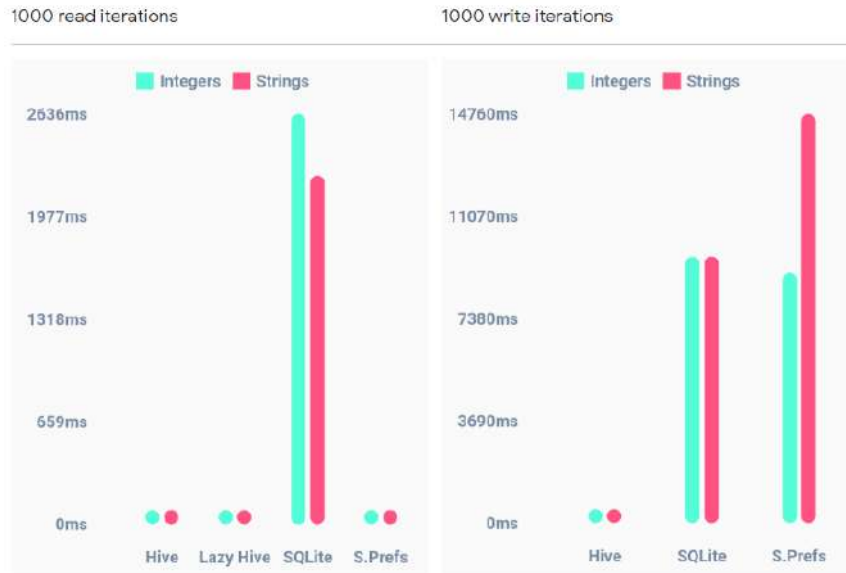 1000 read iterations
Integers Strings
2636ms
1977ms
1318ms
659ms
0ms
Hive Lazy Hive SQLite S.Prefs
1000 write iterations
Integers Strings
14760ms
11070ms
7380ms
3690ms
0ms
Hive SQLite S.Prefs